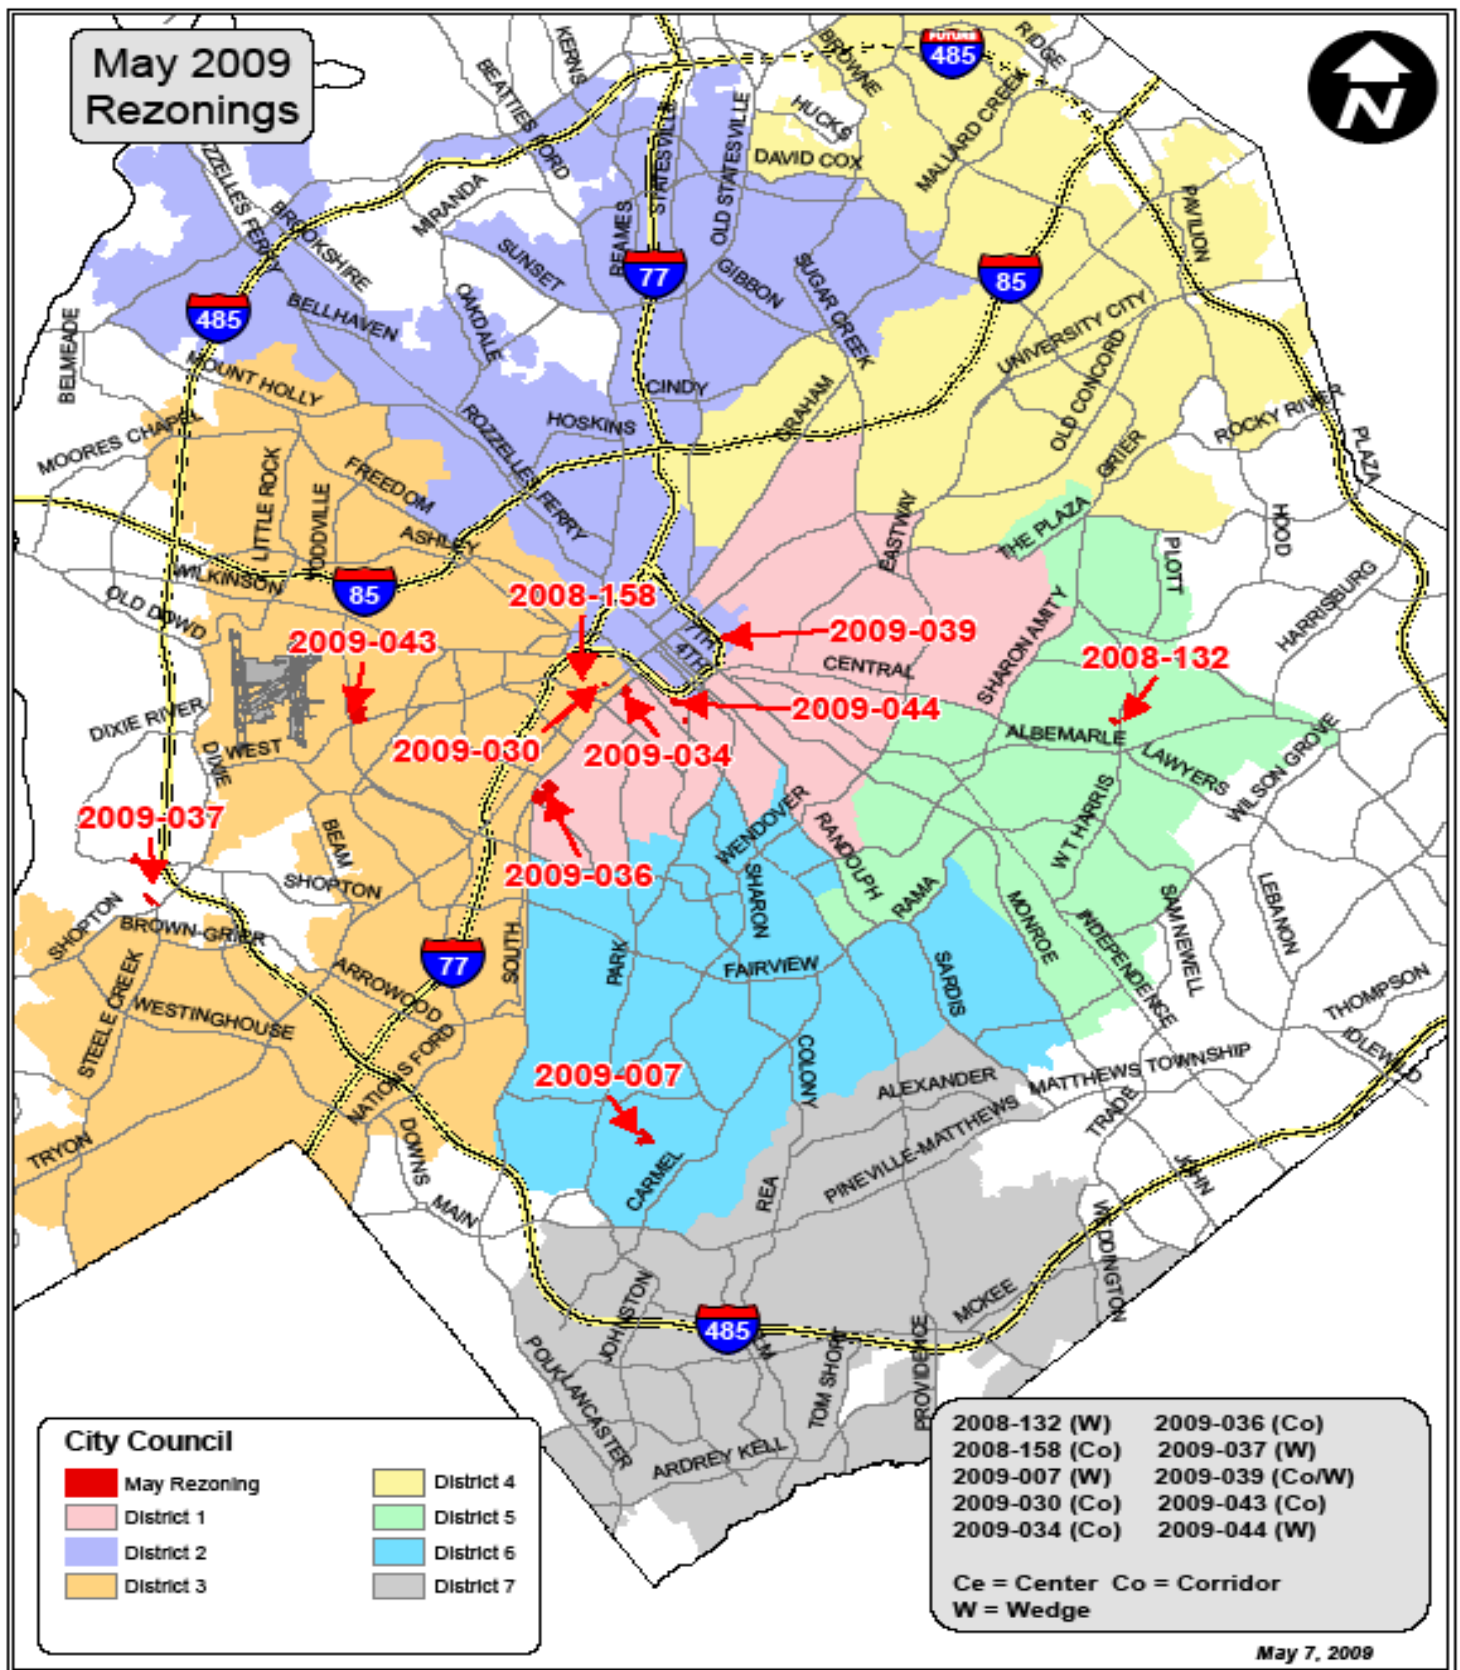 May 2009
Rezonings
FUTURE
485
N
KERNS
BEATTIES FORD
STATESVILLE
OLD STATESVILLE
BROWNE
RIDGE
HUCKS
DAVID COX
MALLARD CREEK
PAVILION
BROOKSHIRE
MIRANDA
SUNSET
REAMES
77
GIBBON
SUGAR CREEK
85
UNIVERSITY CITY
OLD CONCORD
485
BELLHAVEN
OAKDALE
BELMEADE
MOUNT HOLLY
CINDY
GRAHAM
HOSKINS
ROZZELLES FERRY
MOORES CHAPEL
LITTLE ROCK
FREEDOM
GRIER
ROCKY RIVER
PLAZA
ASHLEY
EASTWAY
THE PLAZA
PLOTT
HOOD
HARRISBURG
WILKINSON
85
OLD DOWD
2008-158
7TH
4TH
2009-039
2009-043
CENTRAL
SHARON AMITY
2008-132
DIXIE RIVER
WEST
DIXIE
2009-044
2009-030
2009-034
ALBEMARLE
LAWYERS
WILSON GROVE
2009-037
BEAM
WENDOVER
RANDOLPH
W T HARRIS
2009-036
SHOPTON
SHOPTON
BROWN-GRIER
SHARON
RAMA
MONROE
INDEPENDENCE
SAM NEWELL
LEBANON
77
SOUTH
PARK
FAIRVIEW
SARDIS
ARROWOOD
STEELE CREEK
WESTINGHOUSE
THOMPSON
IDLEWILD
NATIONS FORD
2009-007
COLONY
ALEXANDER
MATTHEWS TOWNSHIP
TRADE
PINEVILLE-MATTHEWS
TRYON
DOWNS
MAIN
CARMEL
REA
JOHN
WEDDINGTON
JOHNSTON
485
MCKEE
PROVIDENCE
TOM SHORT
POLK
LANCASTER
ARDREY KELL
City Council
May Rezoning
District 1
District 2
District 3
District 4
District 5
District 6
District 7
2008-132 (W) 2009-036 (Co)
2008-158 (Co) 2009-037 (W)
2009-007 (W) 2009-039 (Co/W)
2009-030 (Co) 2009-043 (Co)
2009-034 (Co) 2009-044 (W)
Ce = Center Co = Corridor
W = Wedge
May 7, 2009